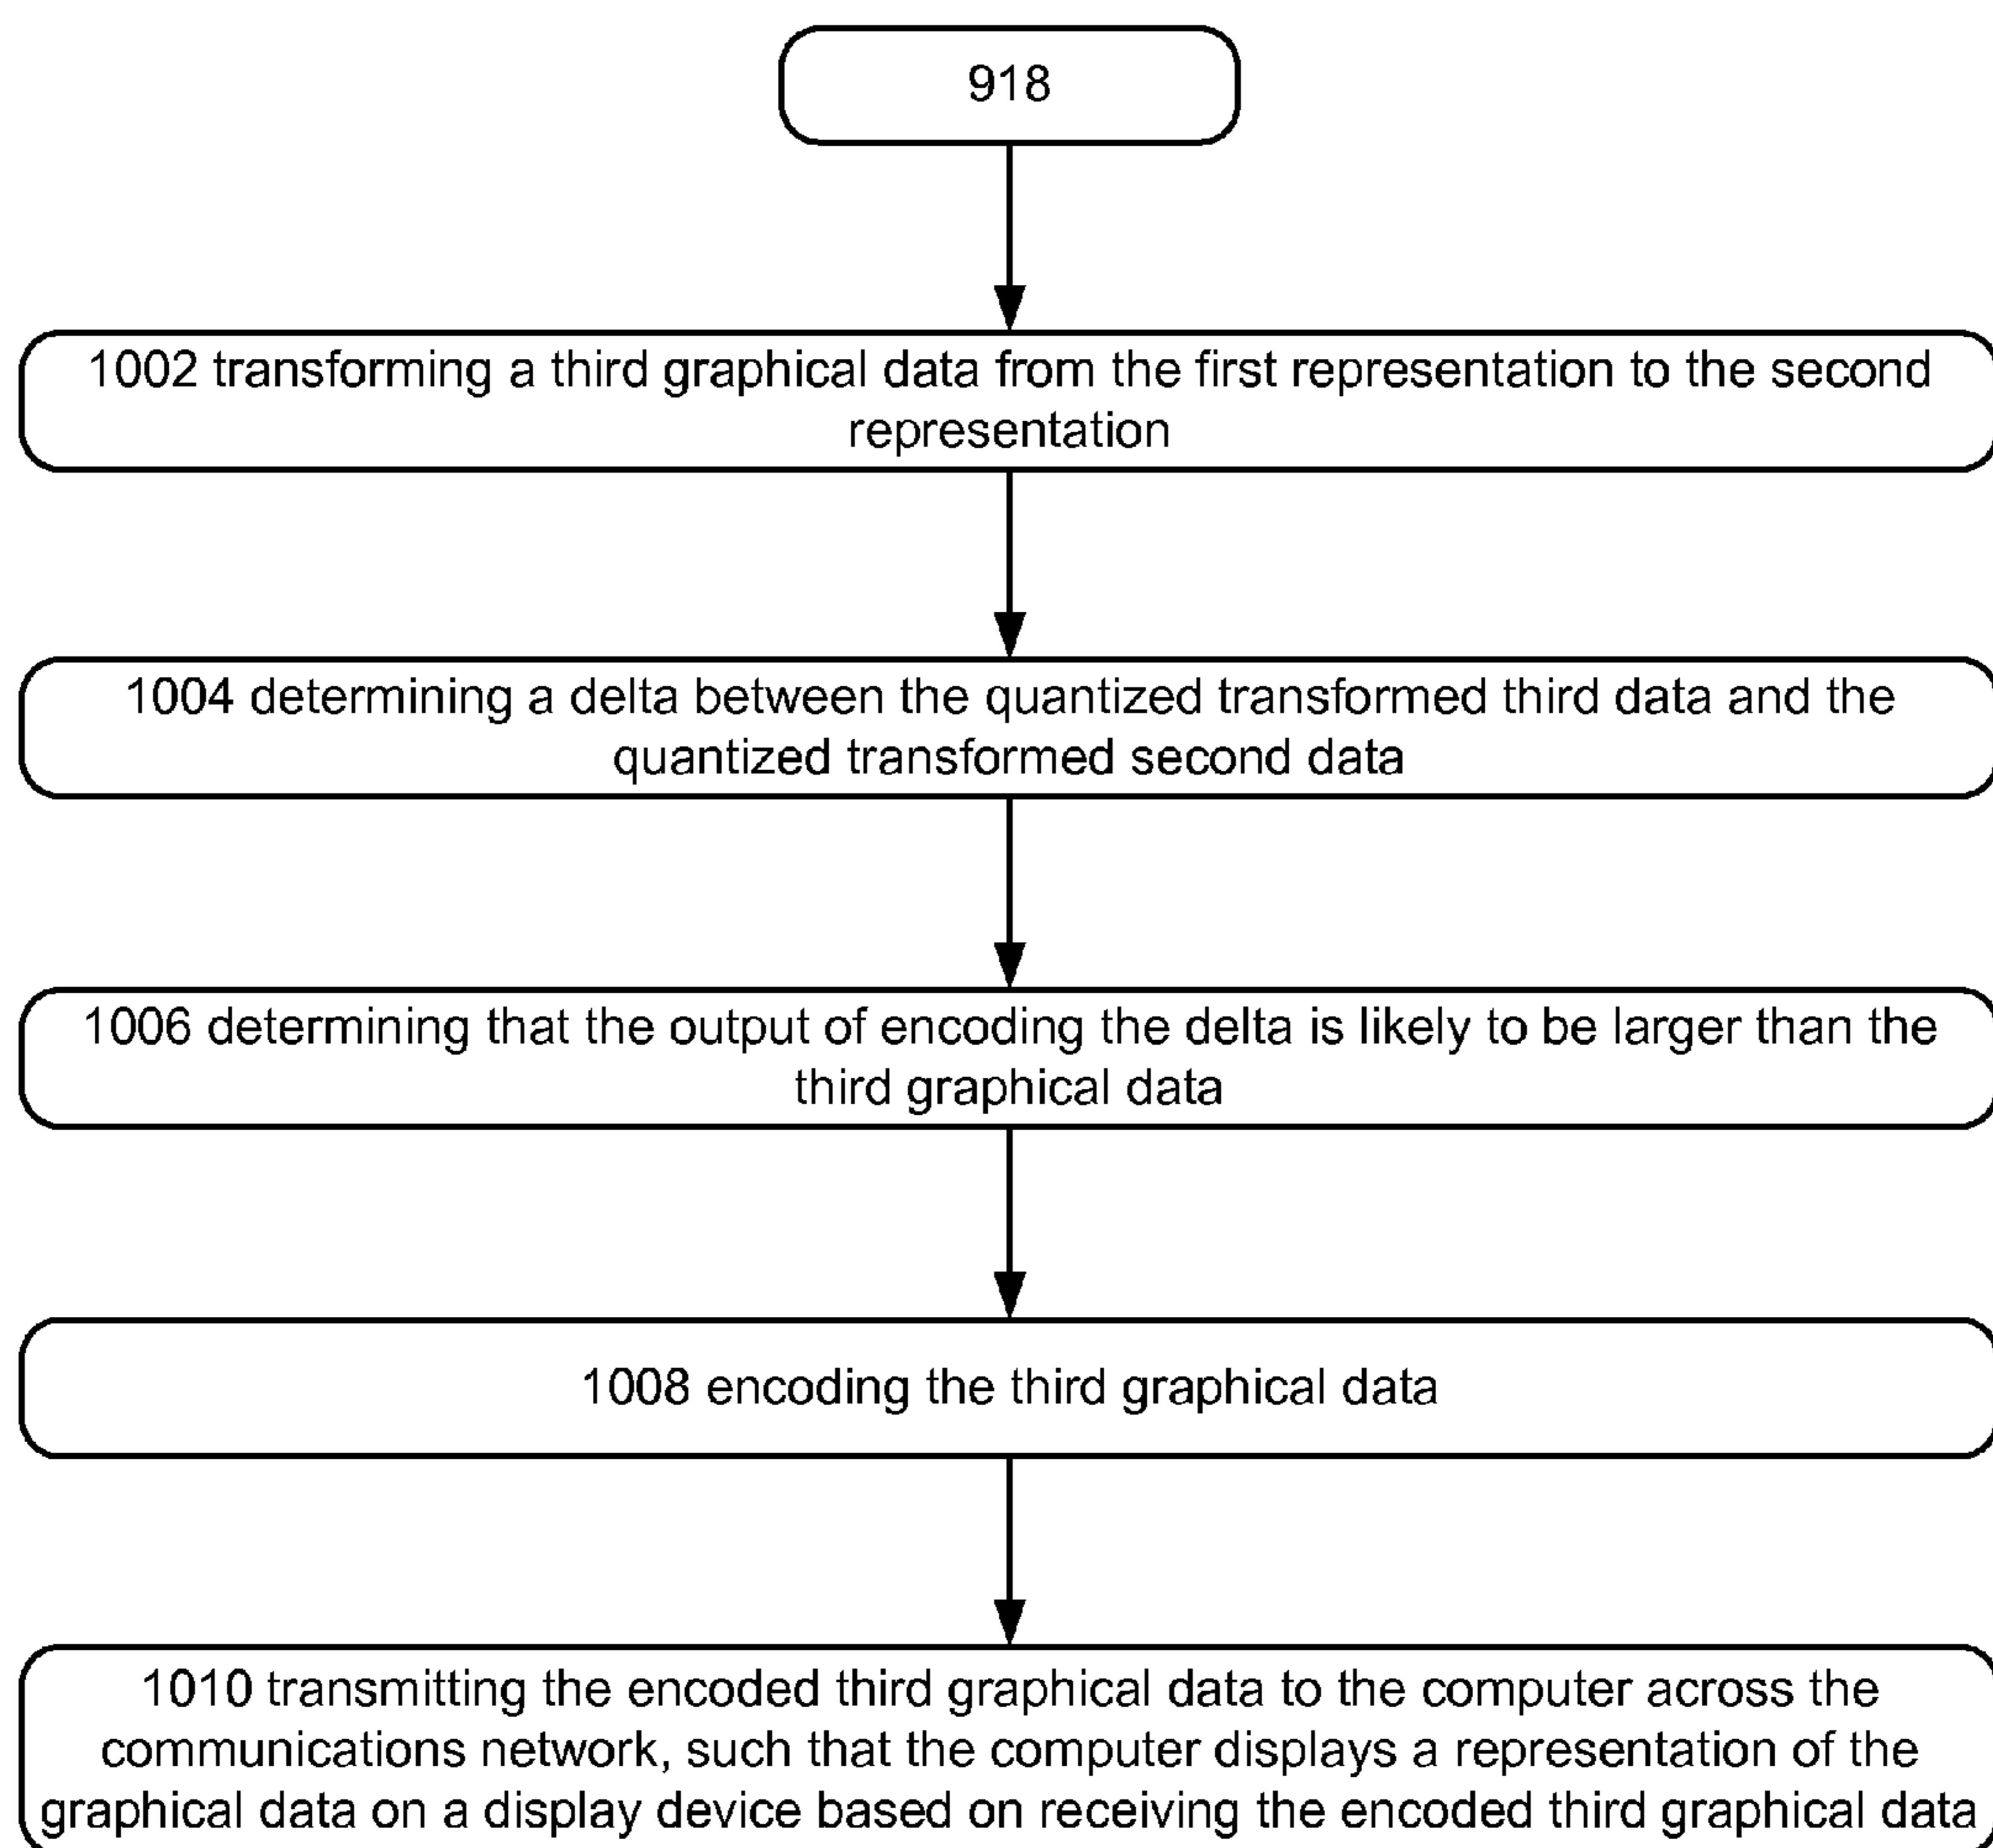 918
1002 transforming a third graphical data from the first representation to the second
representation
1004 determining a delta between the quantized transformed third data and the
quantized transformed second data
1006 determining that the output of encoding the delta is likely to be larger than the
third graphical data
1008 encoding the third graphical data
1010 transmitting the encoded third graphical data to the computer across the
communications network, such that the computer displays a representation of the
graphical data on a display device based on receiving the encoded third graphical data